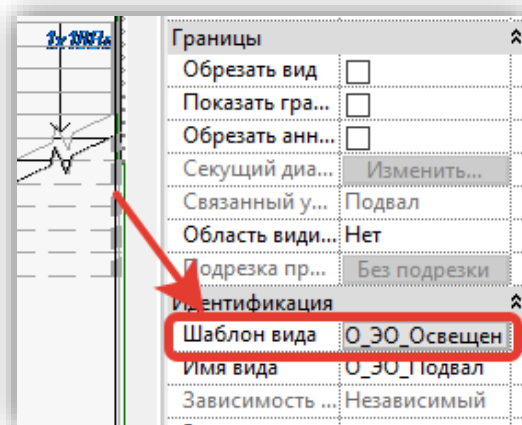 Границы
Обрезать вид
Показать гра...
Обрезать анн...
Секущий диа... Изменить...
Связанный у... Подвал
Область види... Нет
Подрезка пр... Без подрезки
Идентификация
Шаблон вида О_ЭО_Освещен
Имя вида О_ЭО_Подвал
Зависимость ... Независимый